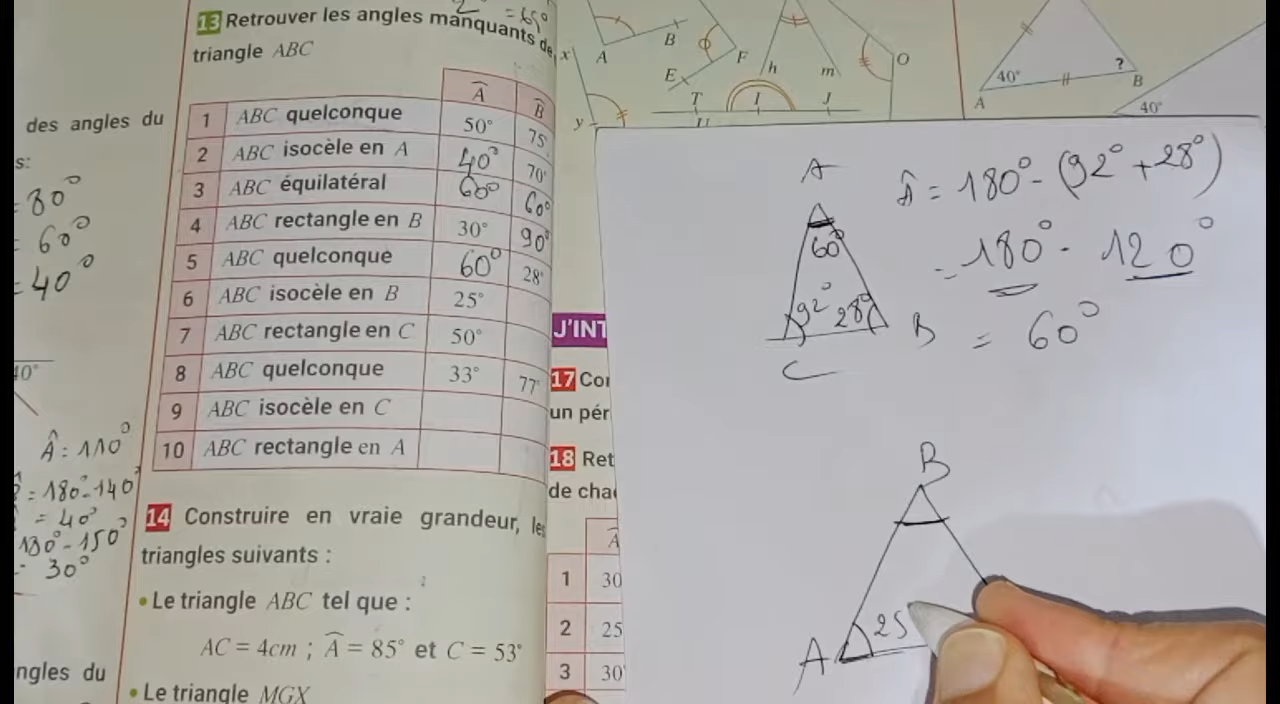 = 65°
13 Retrouver les angles manquants de
triangle ABC
A B
1 ABC quelconque 50° 75°
2 ABC isocèle en A 40° 70°
3 ABC équilatéral 60° 60°
4 ABC rectangle en B 30° 90°
5 ABC quelconque 60° 28°
6 ABC isocèle en B 25°
7 ABC rectangle en C 50°
8 ABC quelconque 33° 77°
9 ABC isocèle en C
10 ABC rectangle en A
14 Construire en vraie grandeur, les
triangles suivants :
• Le triangle ABC tel que :
AC = 4cm ; A = 85° et C = 53°
• Le triangle MGX
des angles du
s:
= 80°
= 60°
= 40°
40°
Â : 110°
= 180° - 140°
= 40°
180° - 150°
= 30°
ngles du
x A B E F h m O
y T I J U
40° ? A B
40°
J'INT
17 Co
un pér
18 Ret
de cha
A
1 30
2 25
3 30
A
60°
92° 28°
C B
Â = 180° - (92° + 28°)
= 180° - 120°
= 60°
B
A 25